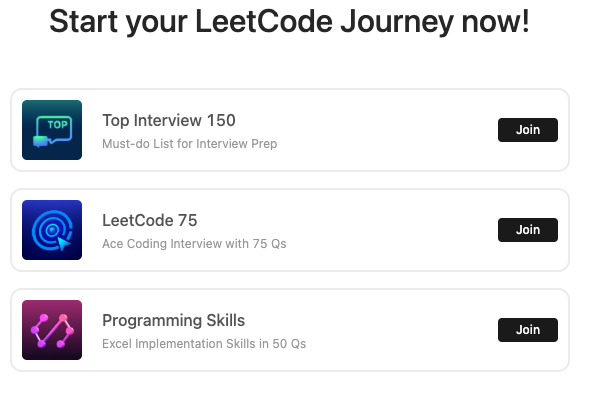 Start your LeetCode Journey now!
TOP
Top Interview 150
Must-do List for Interview Prep
Join
LeetCode 75
Ace Coding Interview with 75 Qs
Join
Programming Skills
Excel Implementation Skills in 50 Qs
Join